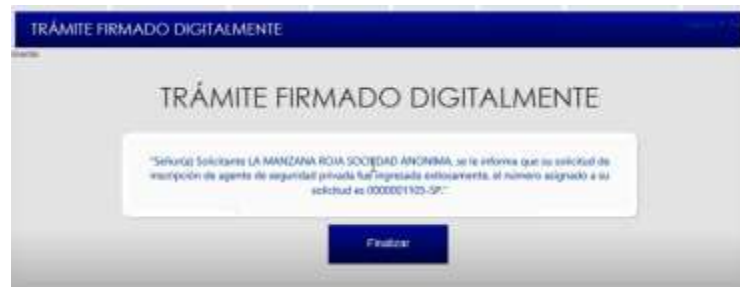 TRÁMITE FIRMADO DIGITALMENTE
TRÁMITE FIRMADO DIGITALMENTE
"Señor(a) Solicitante LA MANZANA ROJA SOCIEDAD ANONIMA, se le informa que su solicitud de
inscripción de agente de seguridad privada fue ingresada exitosamente, el número asignado a su
solicitud es 0000001105-SP."
Finalizar